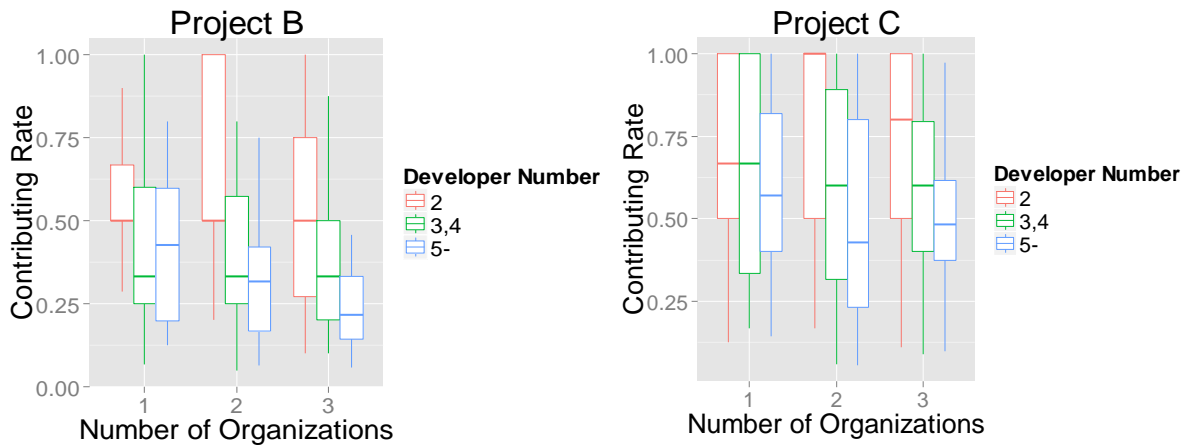 Project B
Contributing Rate
1.00
0.75
0.50
0.25
0.00
1 2 3
Number of Organizations
Developer Number
2
3,4
5-
Project C
Contributing Rate
1.00
0.75
0.50
0.25
1 2 3
Number of Organizations
Developer Number
2
3,4
5-